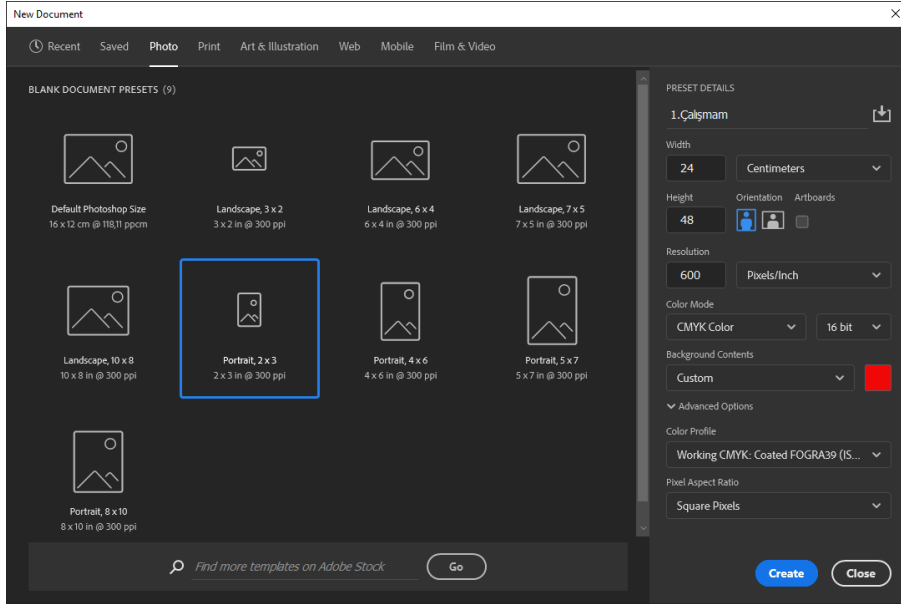 New Document
Recent Saved Photo Print Art & Illustration Web Mobile Film & Video
BLANK DOCUMENT PRESETS (9)
Default Photoshop Size
16 x 12 cm @ 118,11 ppcm
Landscape, 3 x 2
3 x 2 in @ 300 ppi
Landscape, 6 x 4
6 x 4 in @ 300 ppi
Landscape, 7 x 5
7 x 5 in @ 300 ppi
Landscape, 10 x 8
10 x 8 in @ 300 ppi
Portrait, 2 x 3
2 x 3 in @ 300 ppi
Portrait, 4 x 6
4 x 6 in @ 300 ppi
Portrait, 5 x 7
5 x 7 in @ 300 ppi
Portrait, 8 x 10
8 x 10 in @ 300 ppi
Find more templates on Adobe Stock Go
PRESET DETAILS
1.Çalışmam
Width
24 Centimeters
Height Orientation Artboards
48
Resolution
600 Pixels/Inch
Color Mode
CMYK Color 16 bit
Background Contents
Custom
Advanced Options
Color Profile
Working CMYK: Coated FOGRA39 (IS...
Pixel Aspect Ratio
Square Pixels
Create Close